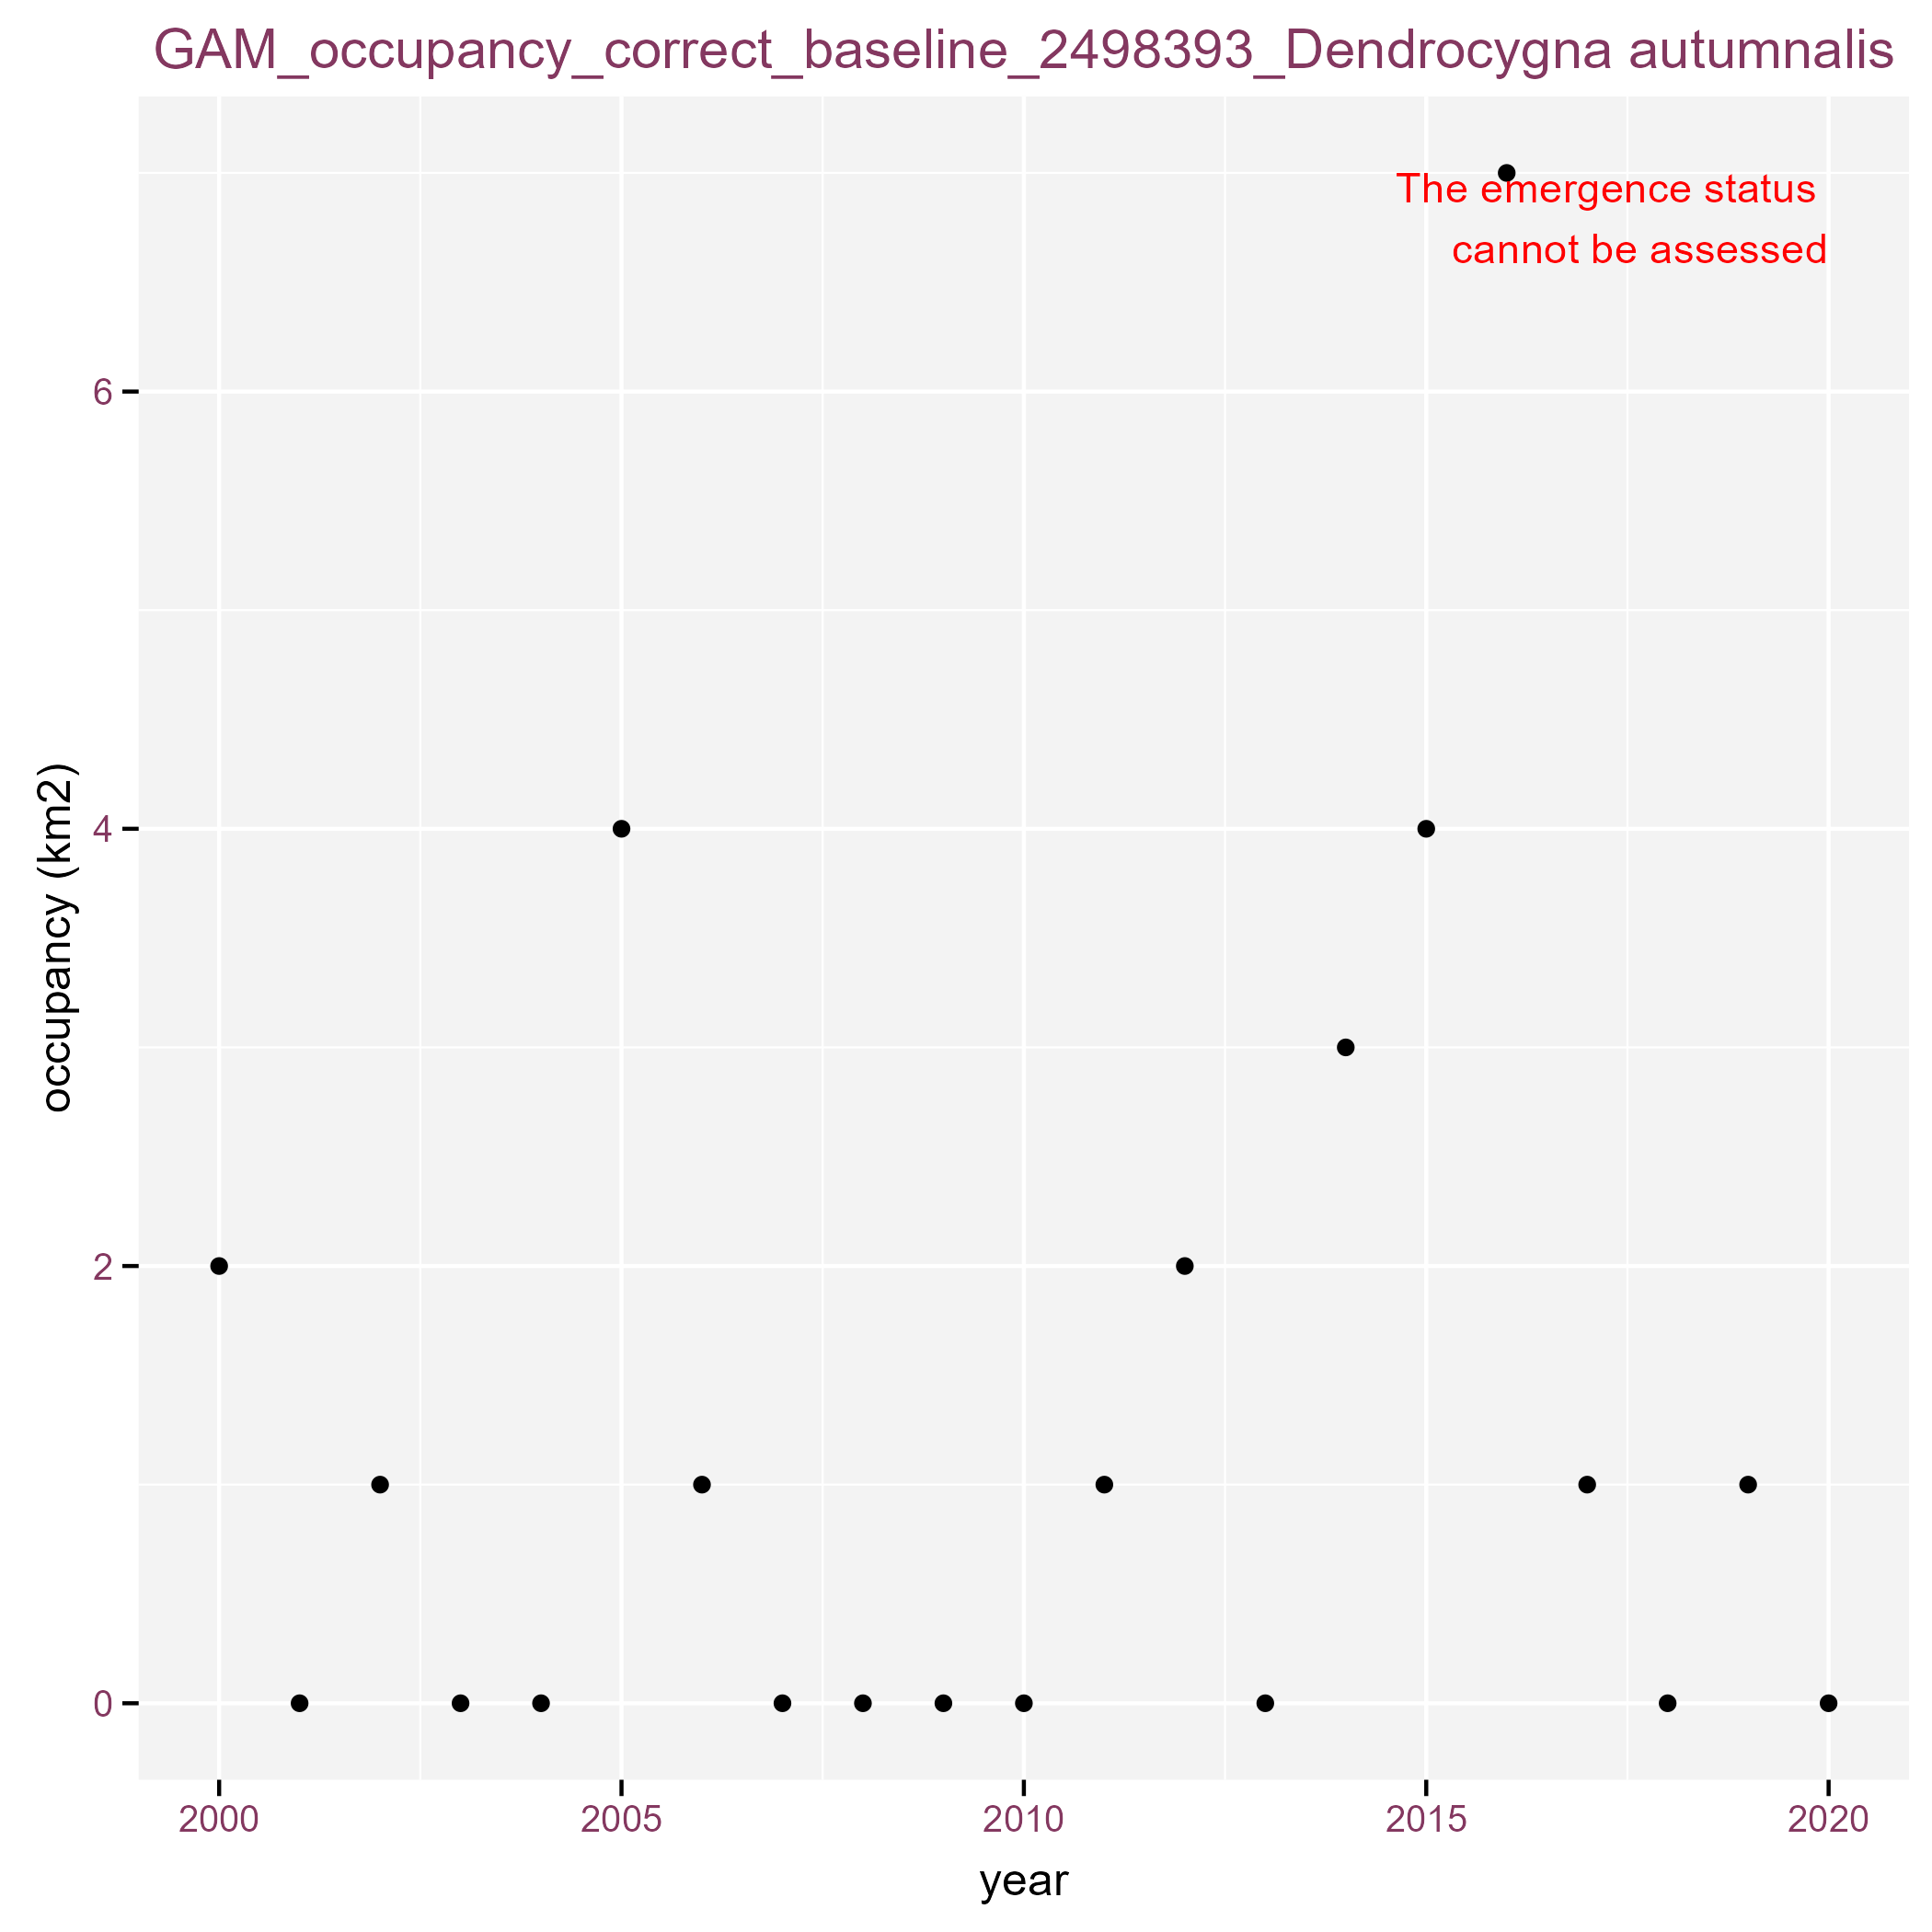 GAM_occupancy_correct_baseline_2498393_Dendrocygna autumnalis
The emergence status
cannot be assessed
6
4
2
0
occupancy (km2)
2000 2005 2010 2015 2020
year